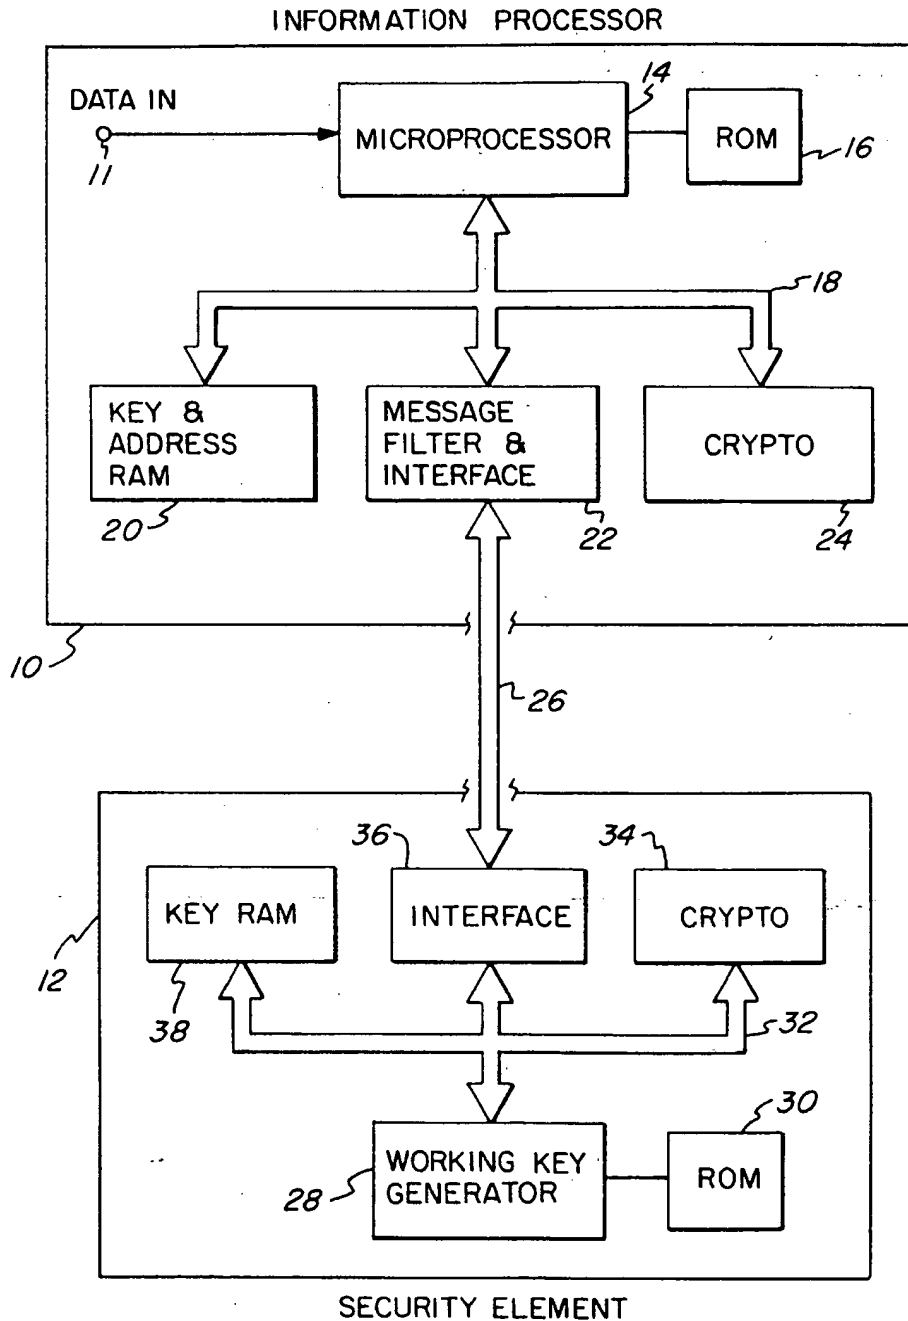 INFORMATION PROCESSOR
DATA IN
11
MICROPROCESSOR
14
ROM
16
18
KEY &
ADDRESS
RAM
20
MESSAGE
FILTER &
INTERFACE
22
CRYPTO
24
10
26
12
KEY RAM
38
36
INTERFACE
34
CRYPTO
32
28
WORKING KEY
GENERATOR
30
ROM
SECURITY ELEMENT